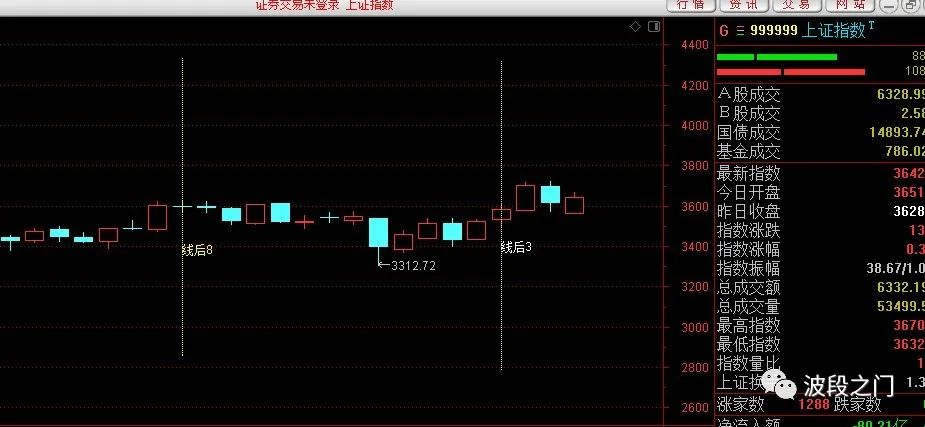 证券交易未登录 上证指数
行情 资讯 交易 网站
G 三 999999 上证指数 T
4400
4200
4000
3800
3600
3400
3200
3000
2800
2600
线后8
线后3
←3312.72
88
108
A股成交 6328.99
B股成交 2.58
国债成交 14893.74
基金成交 786.02
最新指数 3642
今日开盘 3651
昨日收盘 3628
指数涨跌 13
指数涨幅 0.3
指数振幅 38.67/1.0
总成交额 6332.19
总成交量 53499.5
最高指数 3670
最低指数 3632
指数量比 1
上证换 1.3
涨家数 1288 跌家数
净流入额 -80.21亿
波段之门